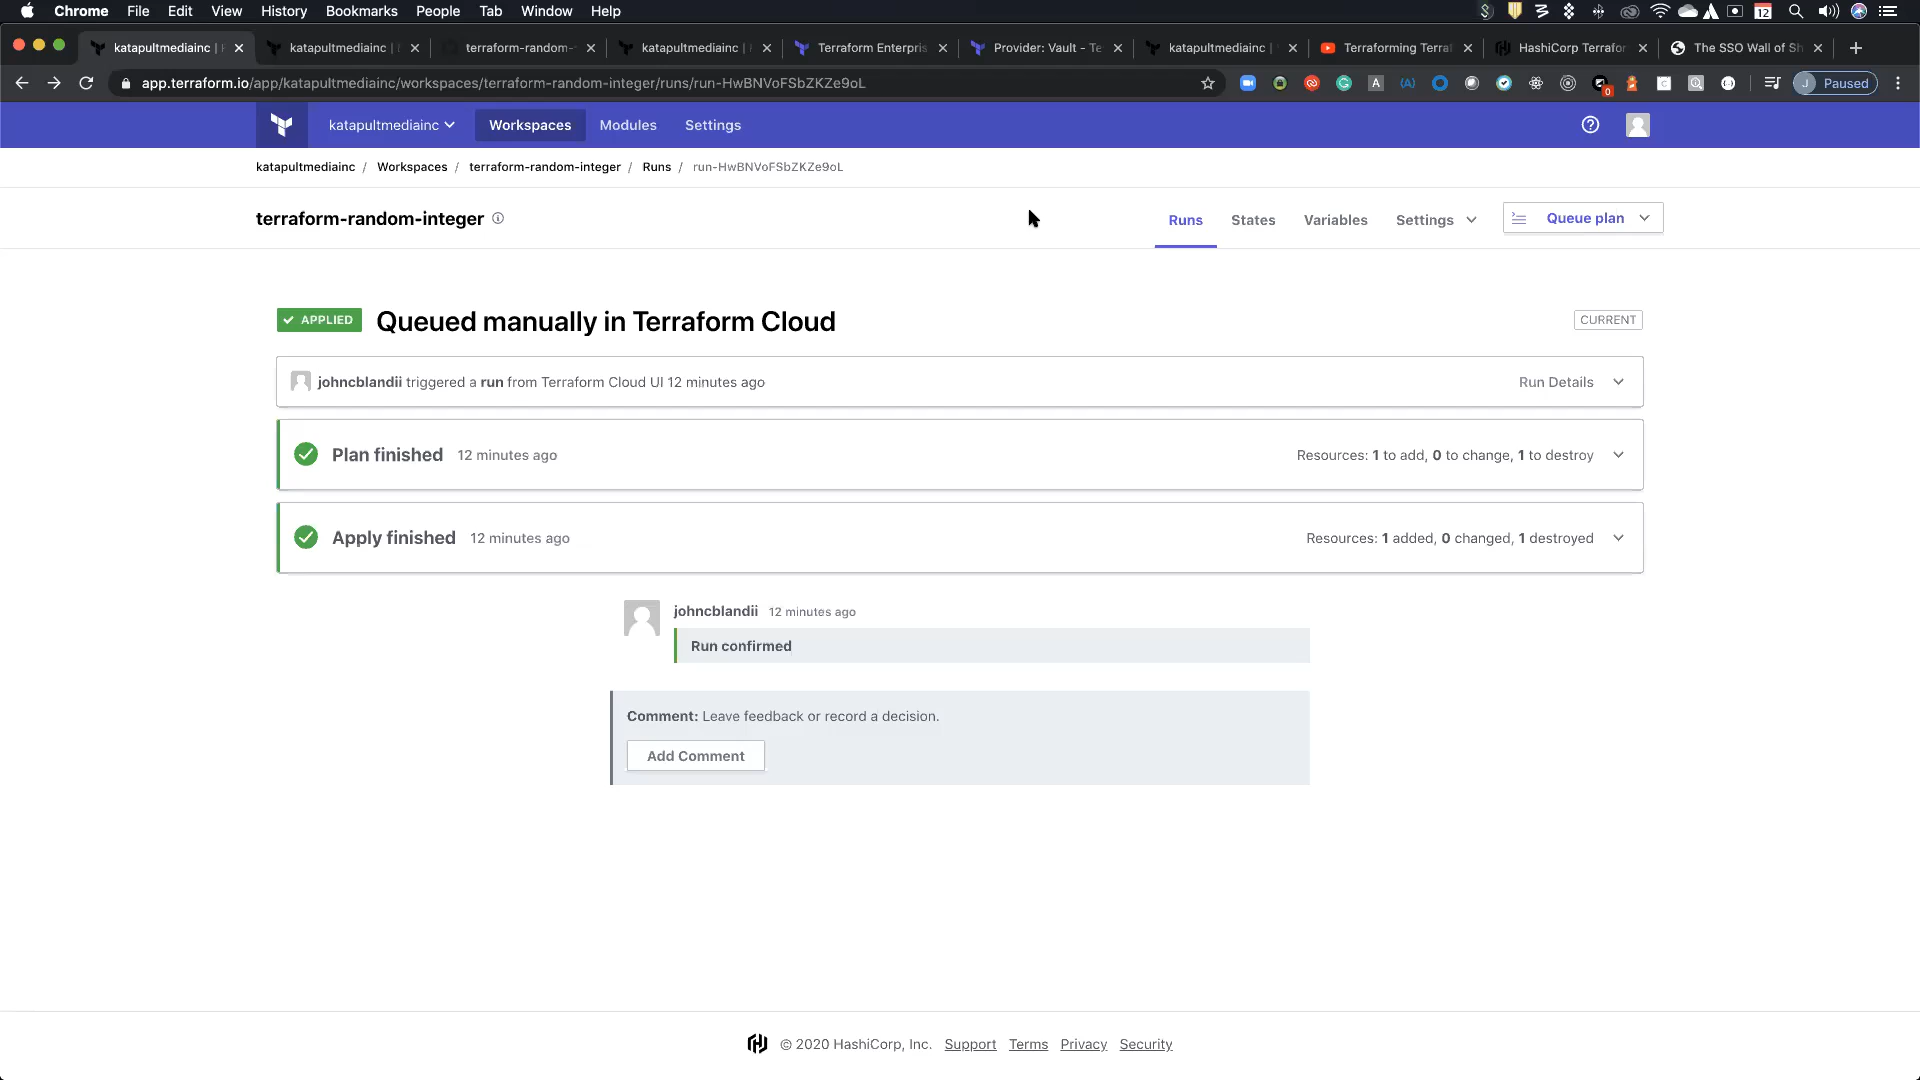 Chrome File Edit View History Bookmarks People Tab Window Help
12
katapultmediainc | katapultmediainc | terraform-random- katapultmediainc | Terraform Enterpris Provider: Vault - Te katapultmediainc | Terraforming Terraf HashiCorp Terrafor The SSO Wall of Sh
app.terraform.io/app/katapultmediainc/workspaces/terraform-random-integer/runs/run-HwBNVoFSbZKZe9oL
0 J Paused
katapultmediainc Workspaces Modules Settings
katapultmediainc / Workspaces / terraform-random-integer / Runs / run-HwBNVoFSbZKZe9oL
terraform-random-integer Runs States Variables Settings Queue plan
APPLIED Queued manually in Terraform Cloud CURRENT
johncblandii triggered a run from Terraform Cloud UI 12 minutes ago Run Details
Plan finished 12 minutes ago Resources: 1 to add, 0 to change, 1 to destroy
Apply finished 12 minutes ago Resources: 1 added, 0 changed, 1 destroyed
johncblandii 12 minutes ago
Run confirmed
Comment: Leave feedback or record a decision.
Add Comment
© 2020 HashiCorp, Inc. Support Terms Privacy Security